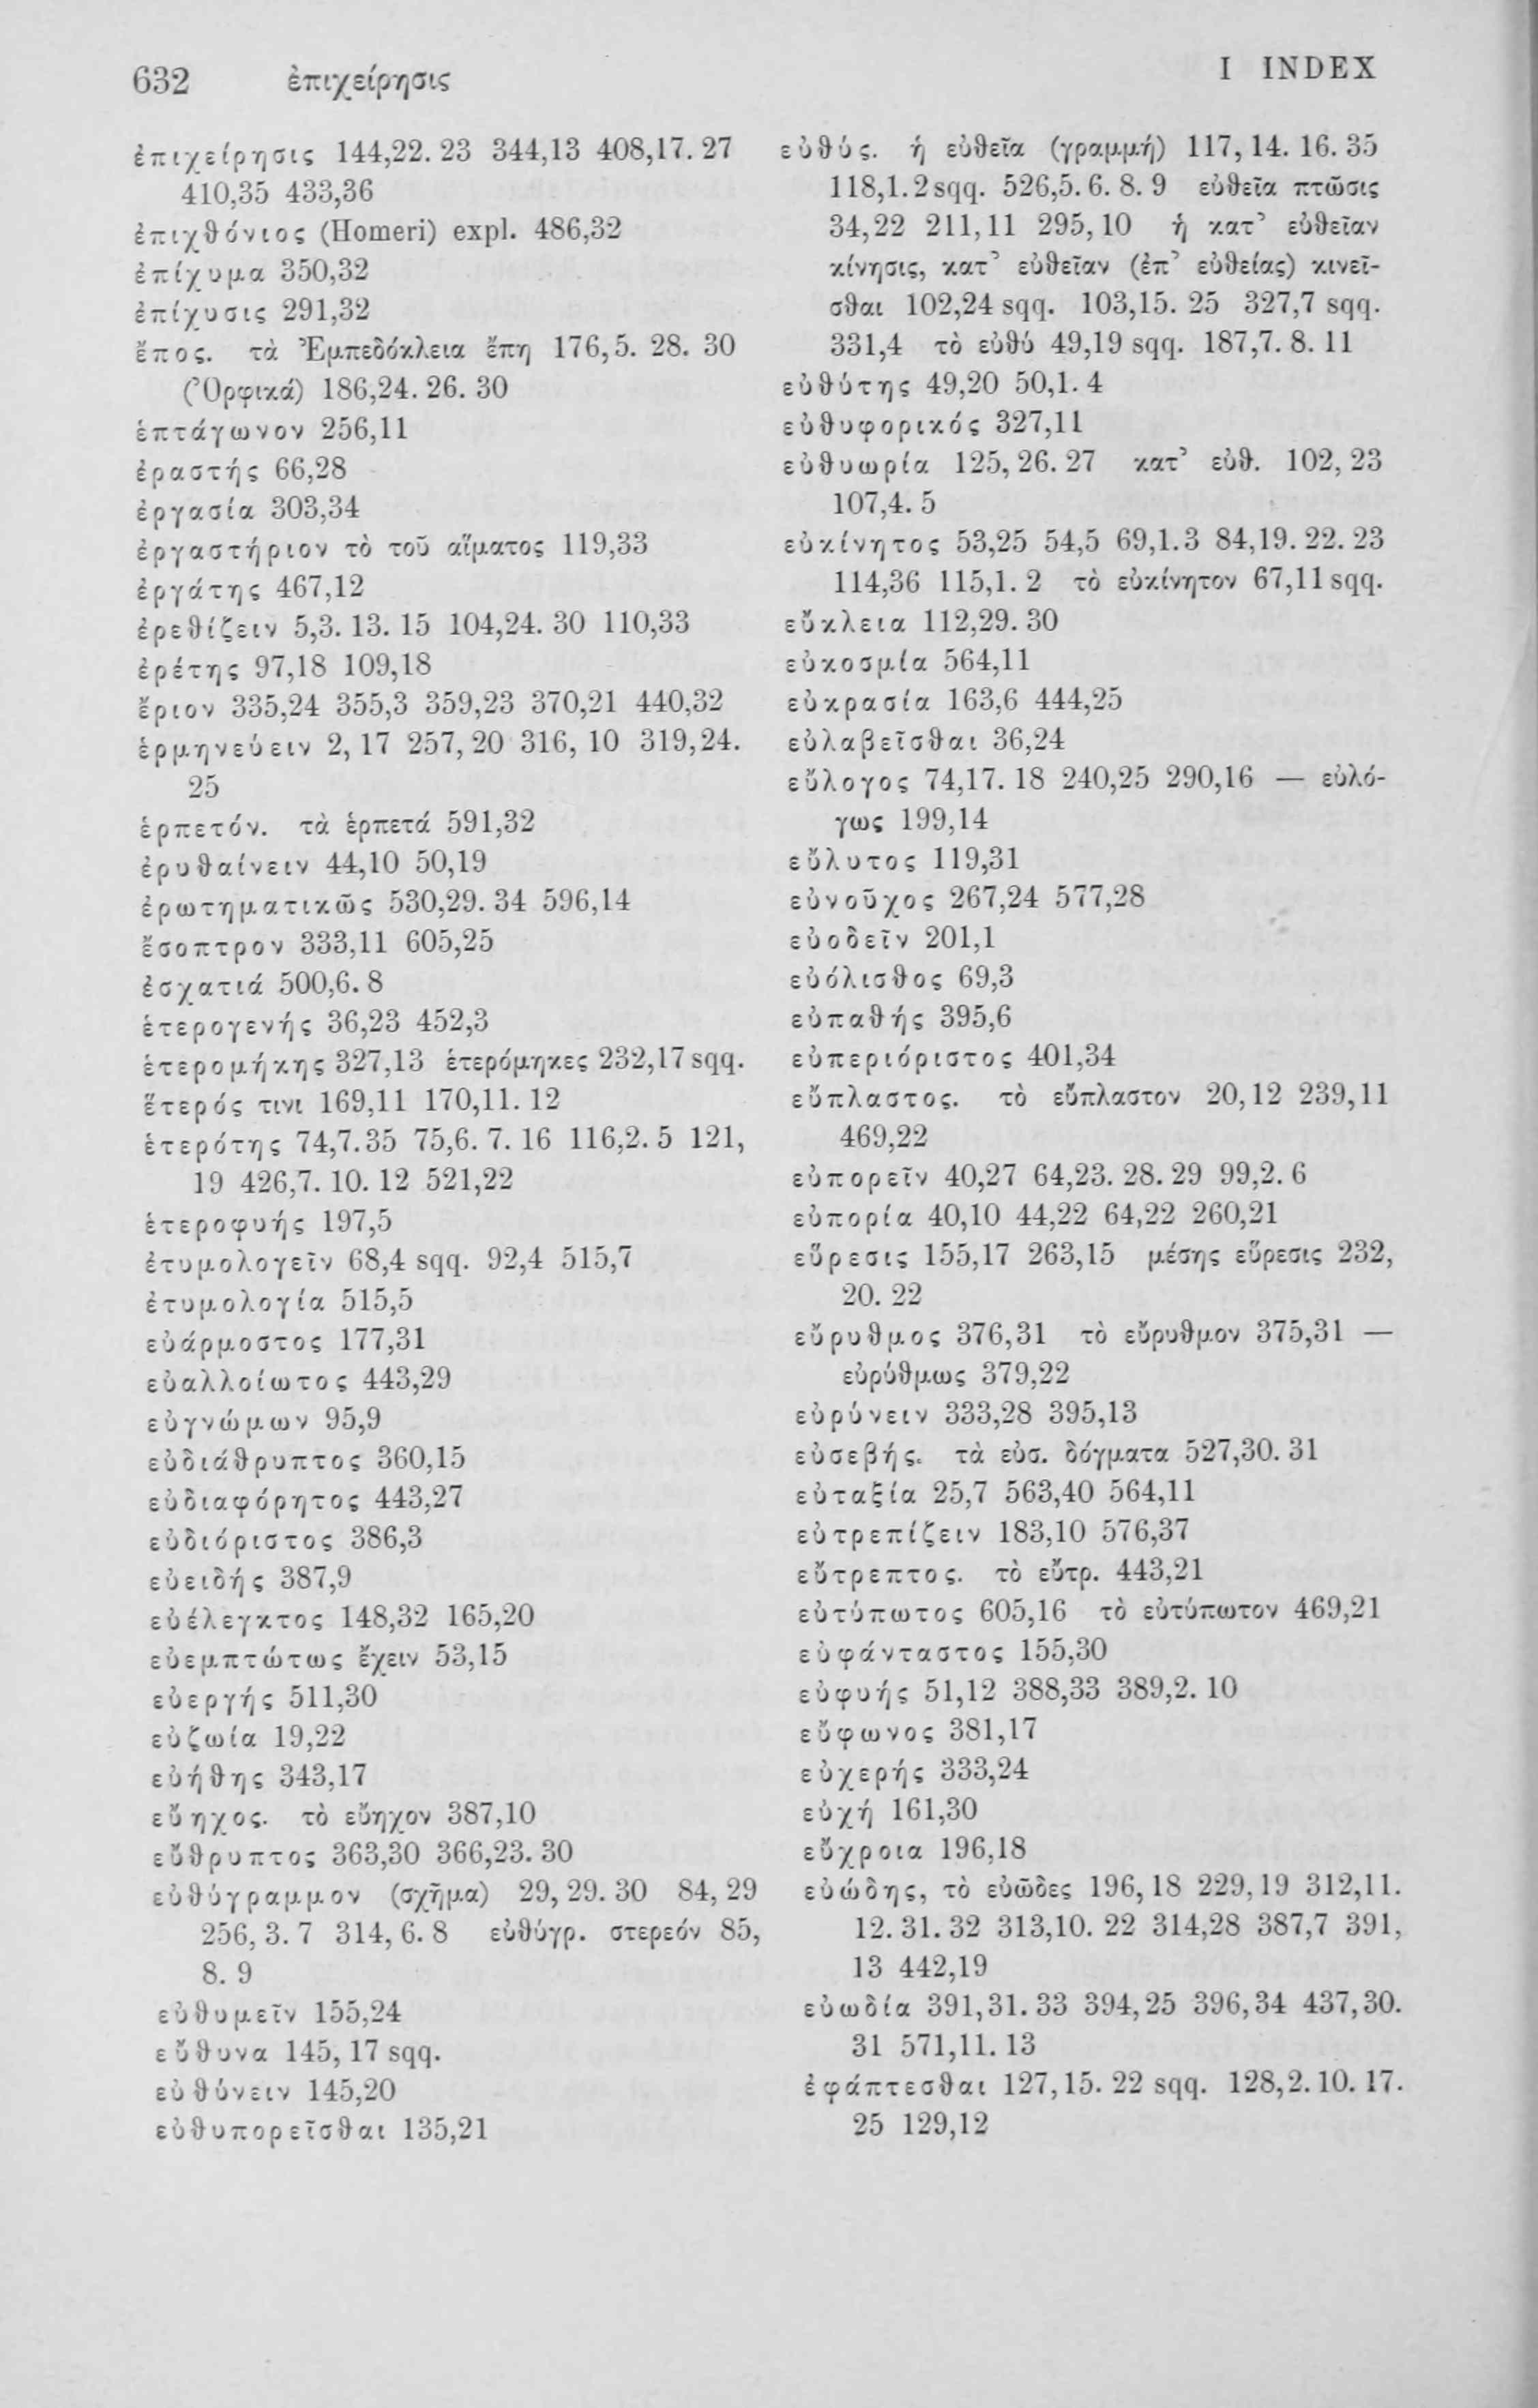 632 ἐπιχείρησις
I INDEX
ἐπιχείρησις 144,22. 23 344,13 408,17. 27
410,35 433,36
ἐπιχθόνιος (Homeri) expl. 486,32
ἐπίχυμα 350,32
ἐπίχυσις 291,32
ἔπος. τὰ Ἐμπεδόκλεια ἔπη 176,5. 28. 30
(Ὀρφικά) 186,24. 26. 30
ἑπτάγωνον 256,11
ἐραστής 66,28
ἐργασία 303,34
ἐργαστήριον τὸ τοῦ αἵματος 119,33
ἐργάτης 467,12
ἐρεθίζειν 5,3. 13. 15 104,24. 30 110,33
ἐρέτης 97,18 109,18
ἔριον 335,24 355,3 359,23 370,21 440,32
ἑρμηνεύειν 2,17 257,20 316,10 319,24.
25
ἑρπετόν. τὰ ἑρπετά 591,32
ἐρυθαίνειν 44,10 50,19
ἐρωτηματικῶς 530,29. 34 596,14
ἔσοπτρον 333,11 605,25
ἐσχατιά 500,6. 8
ἑτερογενής 36,23 452,3
ἑτερομήκης 327,13 ἑτερόμηκες 232,17 sqq.
ἕτερός τινι 169,11 170,11. 12
ἑτερότης 74,7. 35 75,6. 7. 16 116,2. 5 121,
19 426,7. 10. 12 521,22
ἑτεροφυής 197,5
ἐτυμολογεῖν 68,4 sqq. 92,4 515,7
ἐτυμολογία 515,5
εὐάρμοστος 177,31
εὐαλλοίωτος 443,29
εὐγνώμων 95,9
εὐδιάθρυπτος 360,15
εὐδιαφόρητος 443,27
εὐδιόριστος 386,3
εὐειδής 387,9
εὐέλεγκτος 148,32 165,20
εὐεμπτώτως ἔχειν 53,15
εὐεργής 511,30
εὐζωία 19,22
εὐήθης 343,17
εὔηχος. τὸ εὔηχον 387,10
εὔθρυπτος 363,30 366,23. 30
εὐθύγραμμον (σχῆμα) 29,29. 30 84,29
256,3. 7 314,6. 8 εὐθύγρ. στερεόν 85,
8. 9
εὐθυμεῖν 155,24
εὔθυνα 145,17 sqq.
εὐθύνειν 145,20
εὐθυπορεῖσθαι 135,21
εὐθύς. ἡ εὐθεῖα (γραμμή) 117,14. 16. 35
118,1. 2 sqq. 526,5. 6. 8. 9 εὐθεῖα πτῶσις
34,22 211,11 295,10 ἡ κατ’ εὐθεῖαν
κίνησις, κατ’ εὐθεῖαν (ἐπ’ εὐθείας) κινεῖ-
σθαι 102,24 sqq. 103,15. 25 327,7 sqq.
331,4 τὸ εὐθύ 49,19 sqq. 187,7. 8. 11
εὐθύτης 49,20 50,1. 4
εὐθυφορικός 327,11
εὐθυωρία 125,26. 27 κατ’ εὐθ. 102,23
107,4. 5
εὐκίνητος 53,25 54,5 69,1. 3 84,19. 22. 23
114,36 115,1. 2 τὸ εὐκίνητον 67,11 sqq.
εὔκλεια 112,29. 30
εὐκοσμία 564,11
εὐκρασία 163,6 444,25
εὐλαβεῖσθαι 36,24
εὔλογος 74,17. 18 240,25 290,16 — εὐλό-
γως 199,14
εὔλυτος 119,31
εὐνοῦχος 267,24 577,28
εὐοδεῖν 201,1
εὐόλισθος 69,3
εὐπαθής 395,6
εὐπεριόριστος 401,34
εὔπλαστος. τὸ εὔπλαστον 20,12 239,11
469,22
εὐπορεῖν 40,27 64,23. 28. 29 99,2. 6
εὐπορία 40,10 44,22 64,22 260,21
εὕρεσις 155,17 263,15 μέσης εὕρεσις 232,
20. 22
εὔρυθμος 376,31 τὸ εὔρυθμον 375,31 —
εὐρύθμως 379,22
εὐρύνειν 333,28 395,13
εὐσεβής. τὰ εὐσ. δόγματα 527,30. 31
εὐταξία 25,7 563,40 564,11
εὐτρεπίζειν 183,10 576,37
εὔτρεπτος. τὸ εὔτρ. 443,21
εὐτύπωτος 605,16 τὸ εὐτύπωτον 469,21
εὐφάνταστος 155,30
εὐφυής 51,12 388,33 389,2. 10
εὔφωνος 381,17
εὐχερής 333,24
εὐχή 161,30
εὔχροια 196,18
εὐώδης, τὸ εὐῶδες 196,18 229,19 312,11.
12. 31. 32 313,10. 22 314,28 387,7 391,
13 442,19
εὐωδία 391,31. 33 394,25 396,34 437,30.
31 571,11. 13
ἐφάπτεσθαι 127,15. 22 sqq. 128,2. 10. 17.
25 129,12